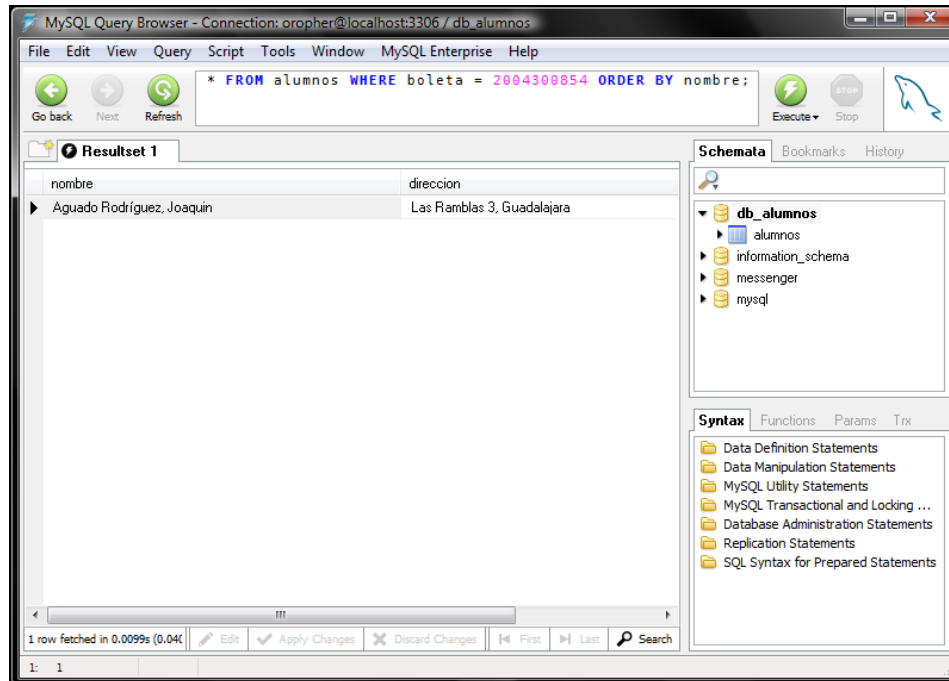 MySQL Query Browser - Connection: oropher@localhost:3306 / db_alumnos
File Edit View Query Script Tools Window MySQL Enterprise Help
* FROM alumnos WHERE boleta = 2004300854 ORDER BY nombre;
Go back Next Refresh Execute STOP Stop
Resultset 1
nombre direccion
Aguado Rodríguez, Joaquin Las Ramblas 3, Guadalajara
Schemata Bookmarks History
db_alumnos
alumnos
information_schema
messenger
mysql
Syntax Functions Params Trx
Data Definition Statements
Data Manipulation Statements
MySQL Utility Statements
MySQL Transactional and Locking ...
Database Administration Statements
Replication Statements
SQL Syntax for Prepared Statements
1 row fetched in 0.0099s (0.040 Edit Apply Changes Discard Changes First Last Search
1: 1